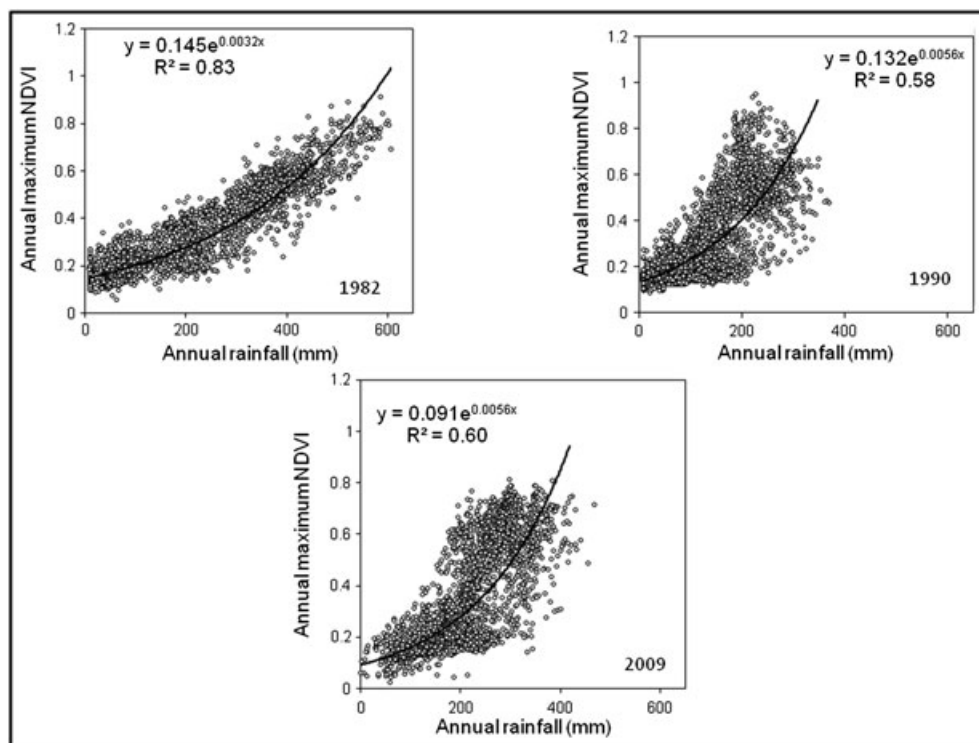 y = 0.145e^0.0032x
R² = 0.83
Annual maximum NDVI
1.2
1
0.8
0.6
0.4
0.2
0
0 200 400 600
Annual rainfall (mm)
1982
y = 0.132e^0.0056x
R² = 0.58
Annual maximum NDVI
1.2
1
0.8
0.6
0.4
0.2
0
0 200 400 600
Annual rainfall (mm)
1990
y = 0.091e^0.0056x
R² = 0.60
Annual maximum NDVI
1.2
1
0.8
0.6
0.4
0.2
0
0 200 400 600
Annual rainfall (mm)
2009